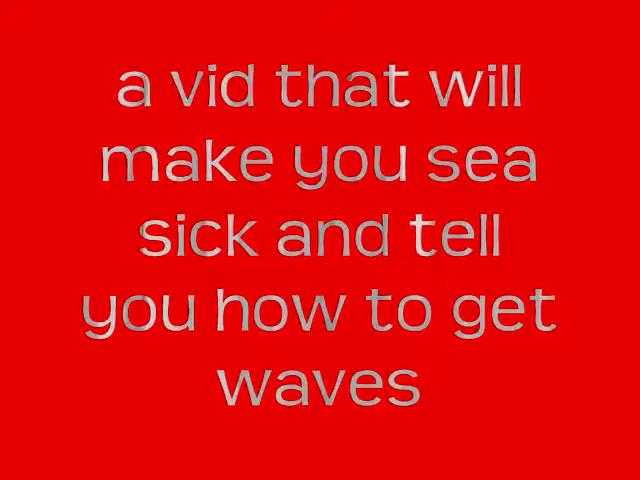 a vid that will
make you sea
sick and tell
you how to get
waves